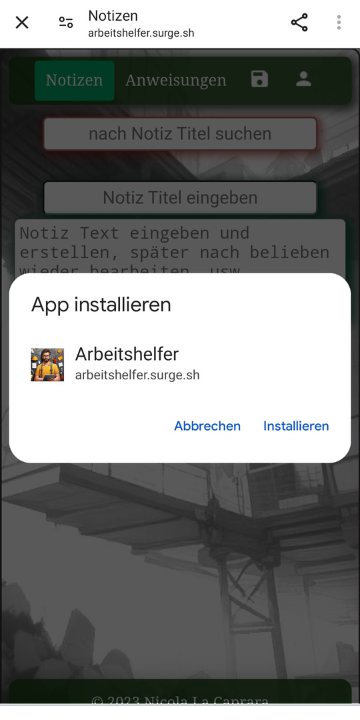 Notizen
arbeitshelfer.surge.sh
Notizen Anweisungen
nach Notiz Titel suchen
Notiz Titel eingeben
Notiz Text eingeben und
erstellen, später nach belieben
wieder bearbeiten, usw
App installieren
Arbeitshelfer
arbeitshelfer.surge.sh
Abbrechen Installieren
© 2023 Nicola La Caprara